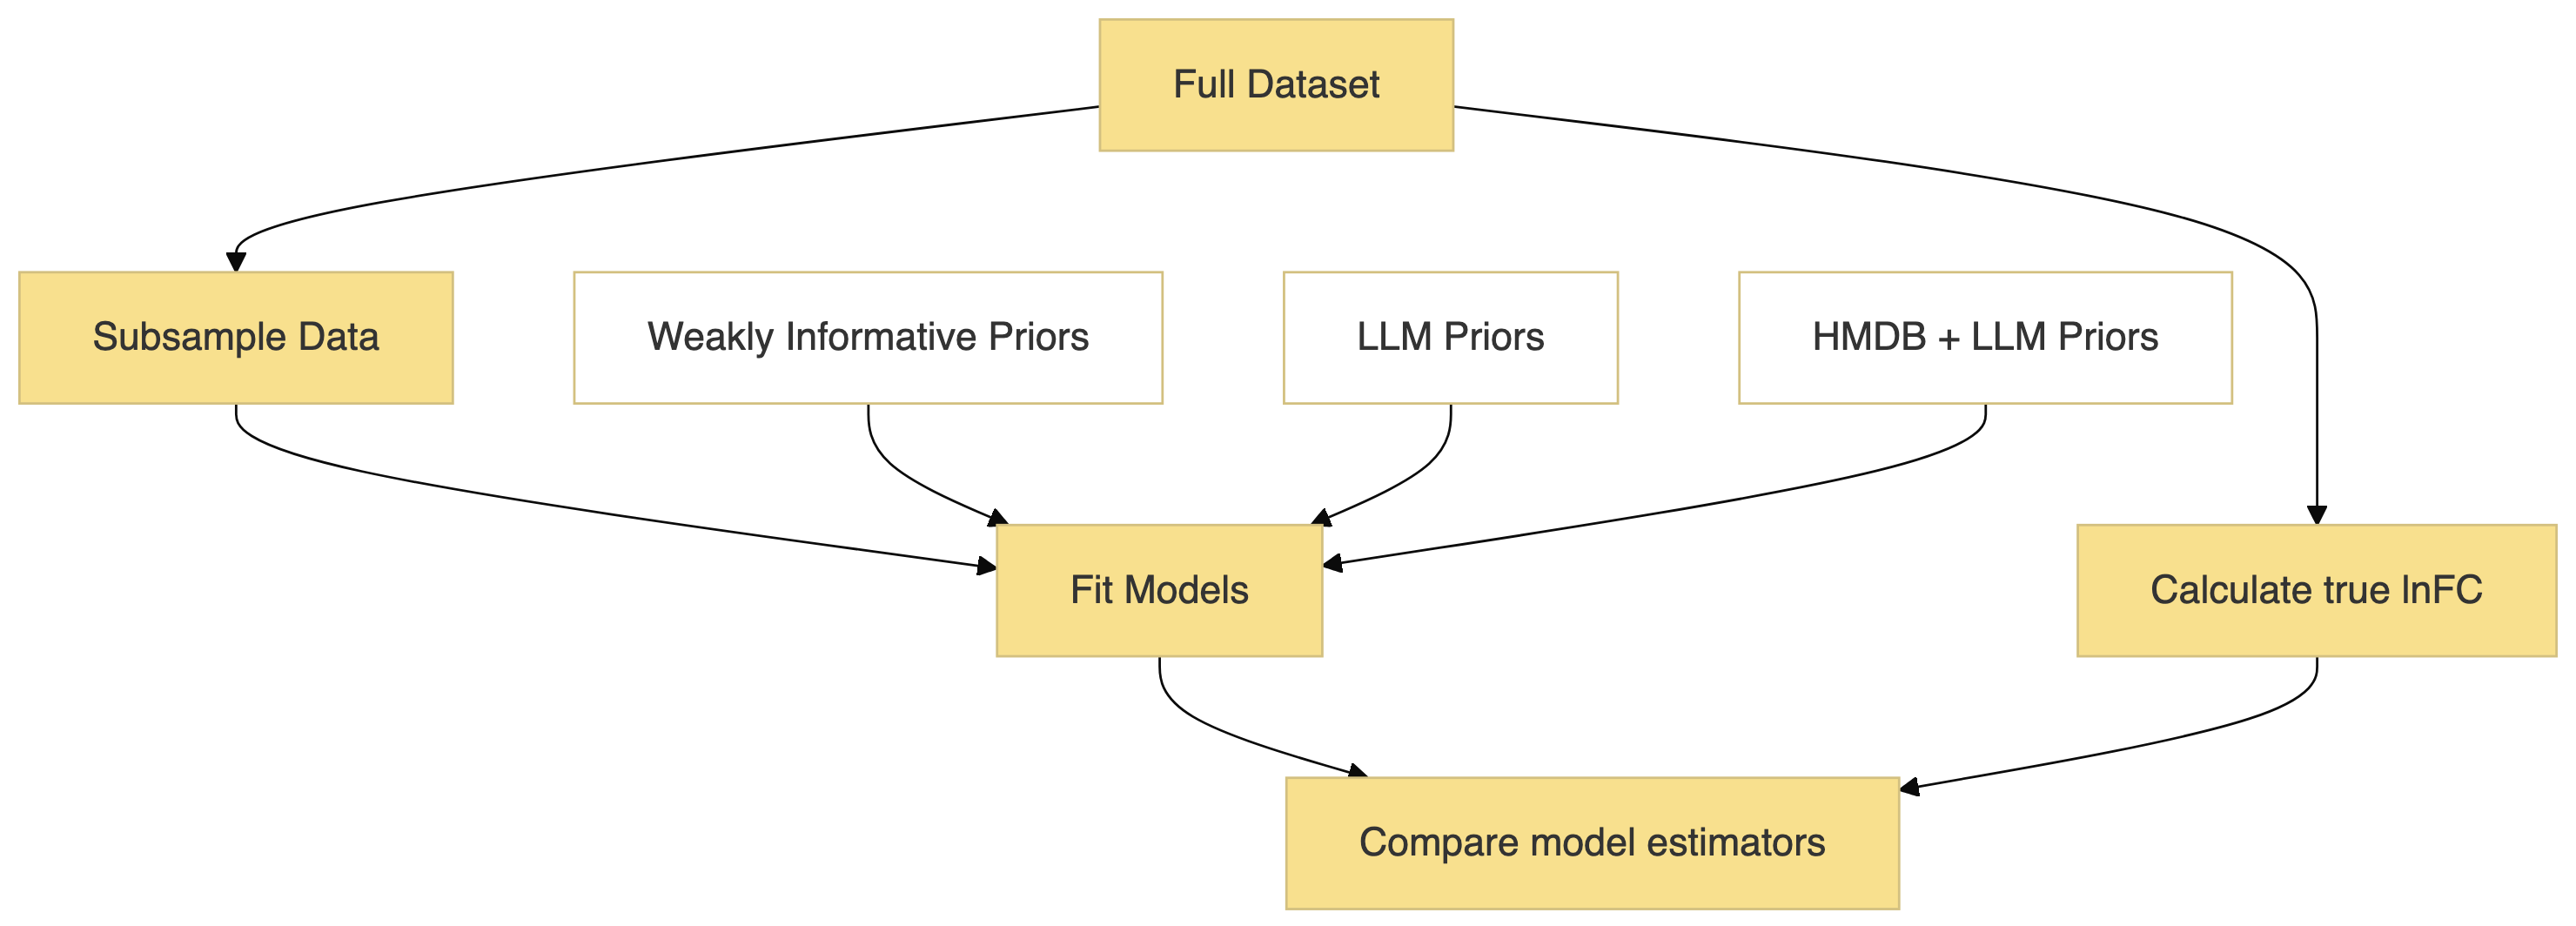 Full Dataset
Subsample Data
Weakly Informative Priors
LLM Priors
HMDB + LLM Priors
Fit Models
Calculate true lnFC
Compare model estimators